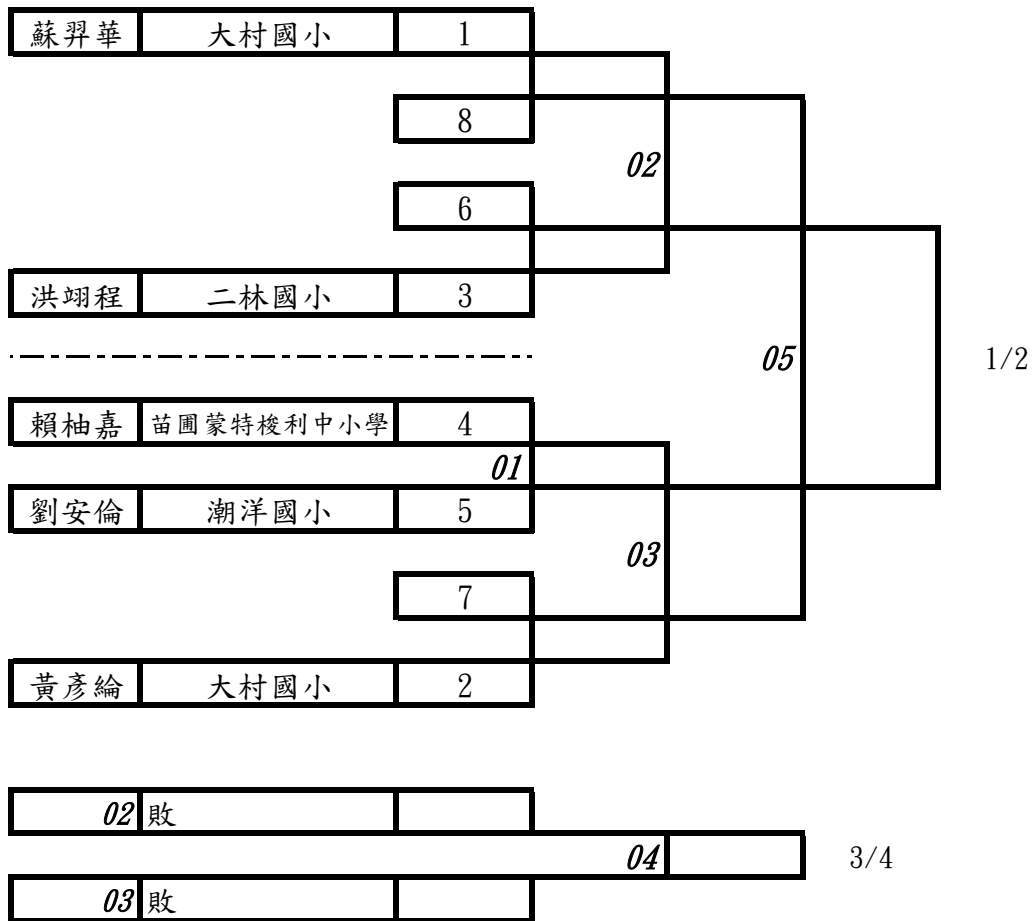 蘇羿華 大村國小 1
8
02
6
洪翊程 二林國小 3
05 1/2
賴柚嘉 苗圃蒙特梭利中小學 4
01
劉安倫 潮洋國小 5
03
7
黃彥綸 大村國小 2
02 敗
04 3/4
03 敗